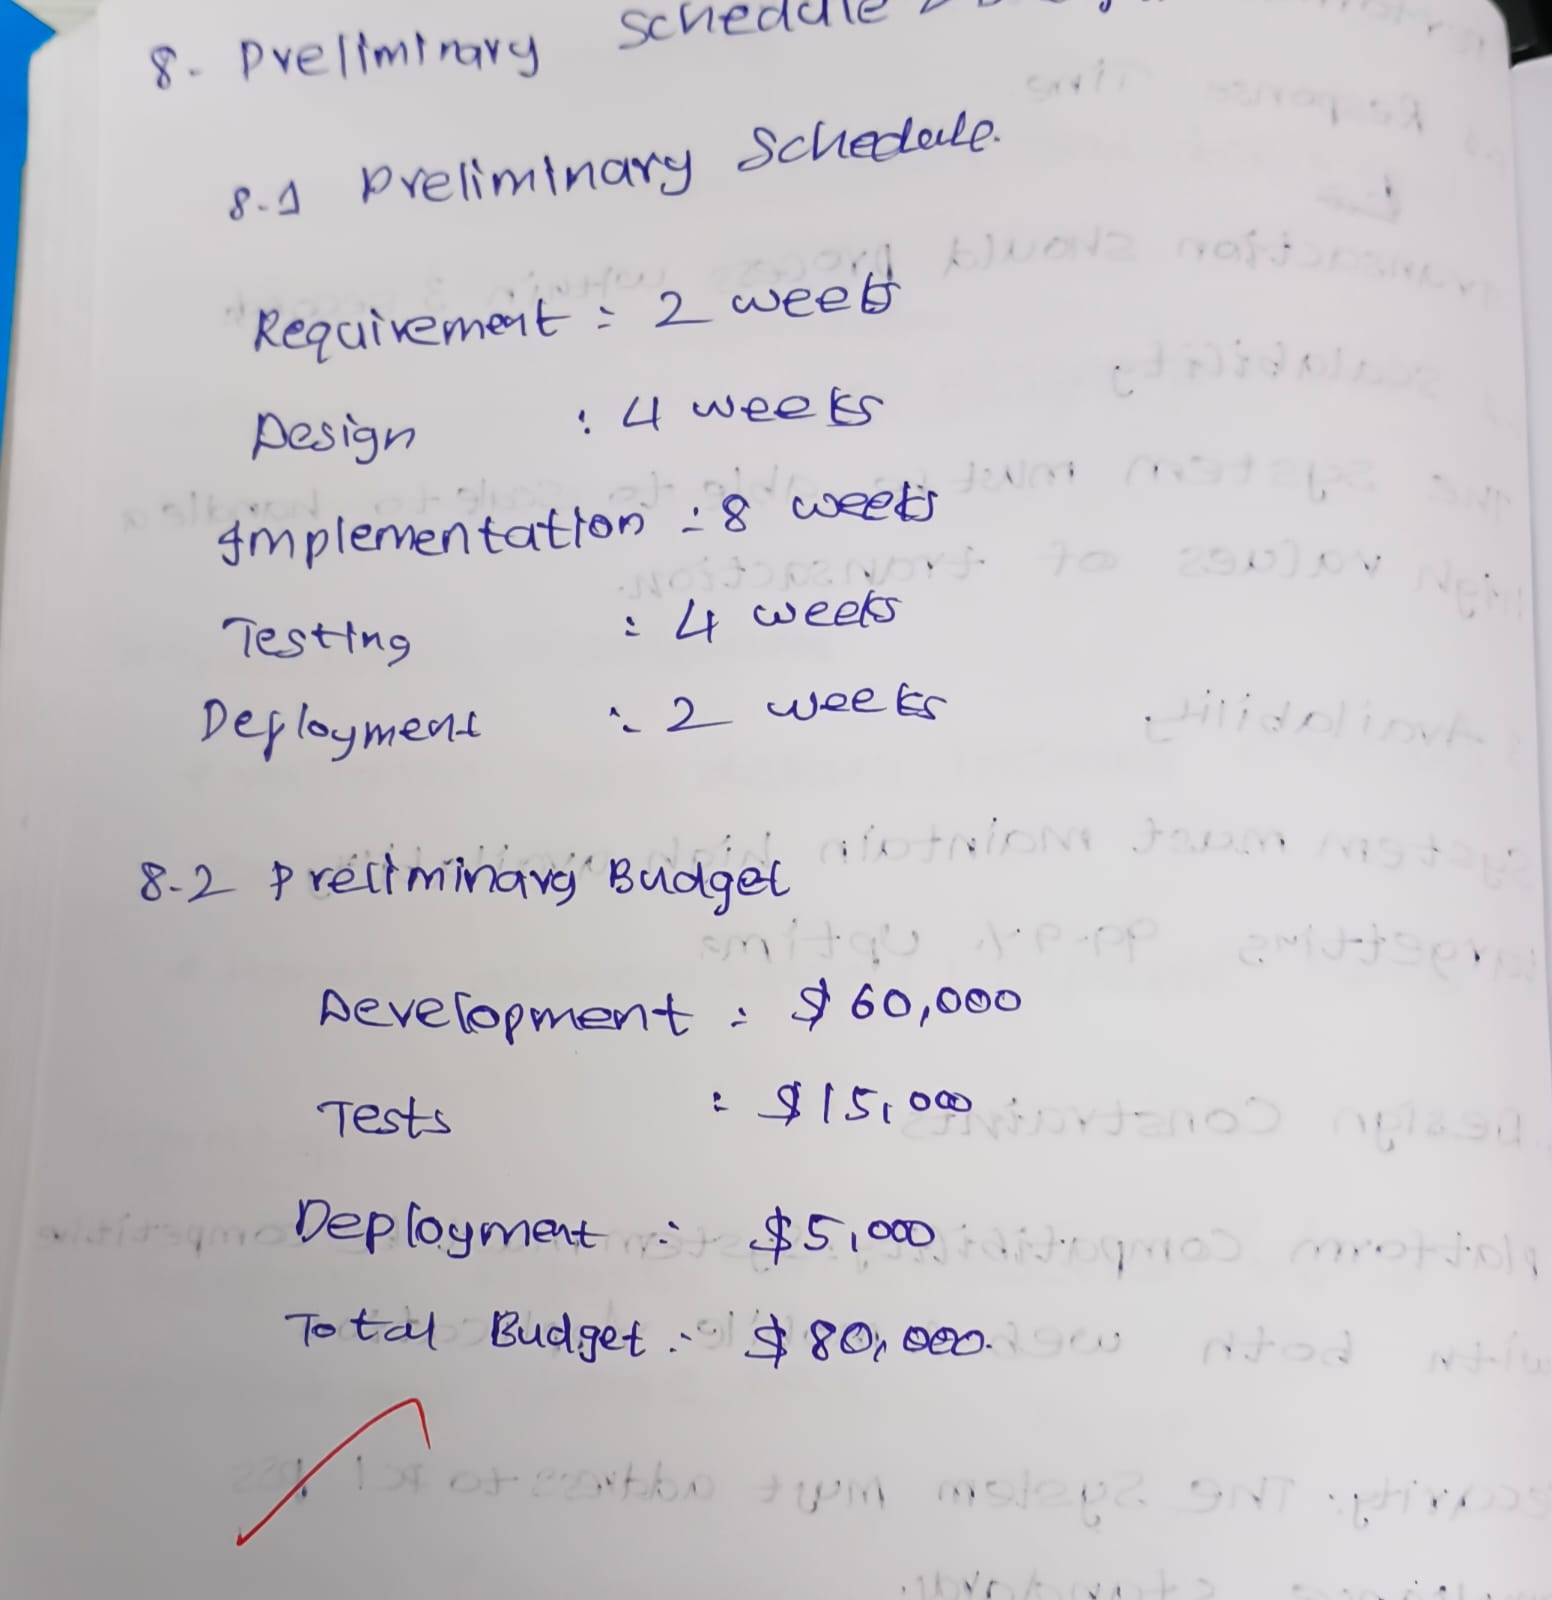 8. Preliminary Schedule
8.1 Preliminary Schedule.
Requirement : 2 weeks
Design : 4 weeks
Implementation : 8 weeks
Testing : 4 weeks
Deployment : 2 weeks
8.2 Preliminary Budget
Development : $ 60,000
Tests : $15,000
Deployment : $5,000
Total Budget : $ 80,000.